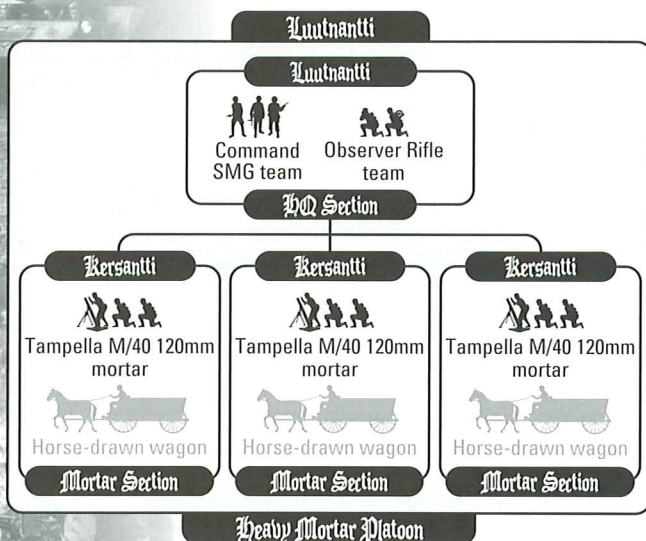 Luutnantti
Luutnantti
Command
SMG team
Observer Rifle
team
HQ Section
Kersantti
Tampella M/40 120mm
mortar
Horse-drawn wagon
Mortar Section
Kersantti
Tampella M/40 120mm
mortar
Horse-drawn wagon
Mortar Section
Kersantti
Tampella M/40 120mm
mortar
Horse-drawn wagon
Mortar Section
Heavy Mortar Platoon